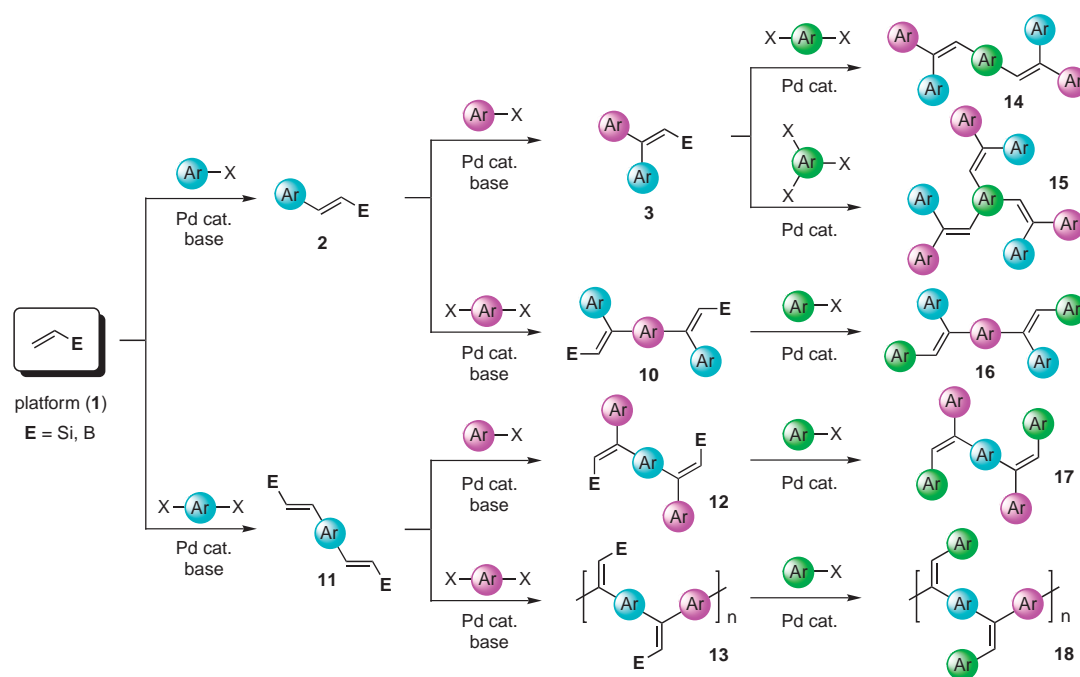 E
platform (1)
E = Si, B
Ar X
Pd cat.
base
Ar
E
2
X Ar X
Pd cat.
base
E
Ar
E
11
Ar X
Pd cat.
base
Ar
E
Ar
3
X Ar X
Pd cat.
base
Ar
E
Ar
E
Ar
10
Ar X
Pd cat.
base
Ar
E
Ar
E
Ar
12
X Ar X
Pd cat.
base
E
Ar Ar
n
E
13
X Ar X
Pd cat.
X
Ar X
X
Pd cat.
Ar
Ar
Ar
Ar
Ar
14
Ar
Ar
Ar
Ar
Ar
Ar
Ar
15
Ar X
Pd cat.
Ar
Ar
Ar
Ar
Ar
16
Ar X
Pd cat.
Ar
Ar
Ar
Ar
Ar
17
Ar X
Pd cat.
Ar
Ar Ar
n
Ar
18